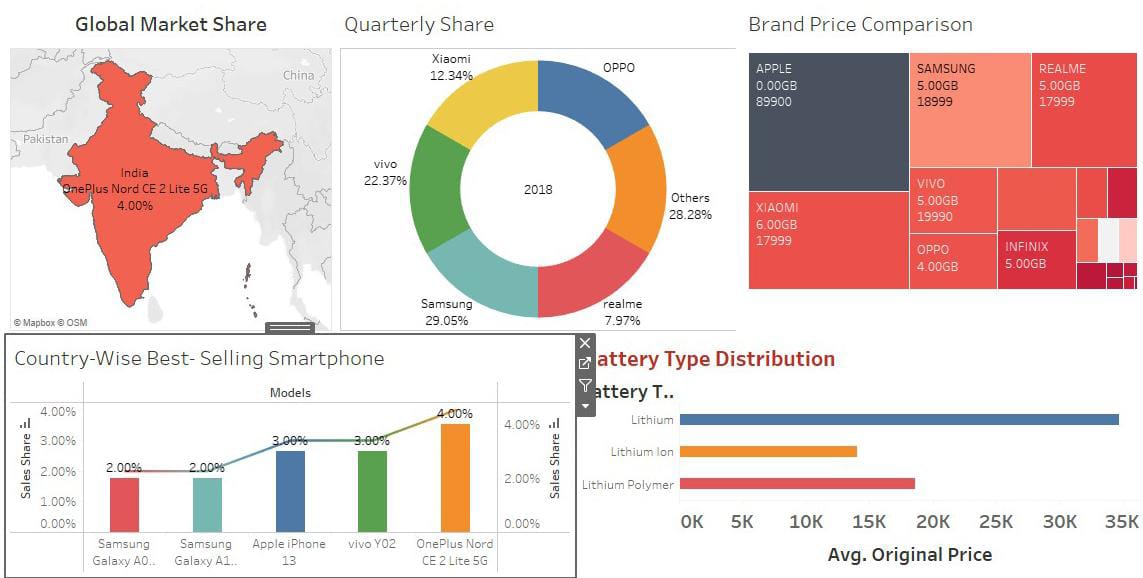 Global Market Share
China
Pakistan
India
OnePlus Nord CE 2 Lite 5G
4.00%
© Mapbox © OSM
Quarterly Share
Xiaomi
12.34%
OPPO
vivo
22.37%
2018
Others
28.28%
Samsung
29.05%
realme
7.97%
Brand Price Comparison
APPLE
0.00GB
89900
SAMSUNG
5.00GB
18999
REALME
5.00GB
17999
XIAOMI
6.00GB
17999
VIVO
5.00GB
19990
OPPO
4.00GB
INFINIX
5.00GB
Country-Wise Best- Selling Smartphone
Models
Sales Share
4.00%
3.00%
2.00%
1.00%
0.00%
2.00%
2.00%
3.00%
3.00%
4.00%
4.00%
2.00%
0.00%
Sales Share
Samsung
Galaxy A0..
Samsung
Galaxy A1..
Apple iPhone
13
vivo Y02
OnePlus Nord
CE 2 Lite 5G
attery Type Distribution
attery T..
Lithium
Lithium Ion
Lithium Polymer
0K 5K 10K 15K 20K 25K 30K 35K
Avg. Original Price